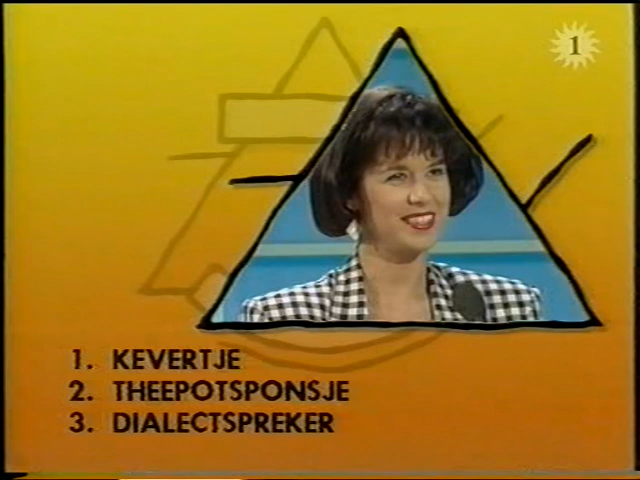 1
1. KEVERTJE
2. THEEPOTSPONSJE
3. DIALECTSPREKER